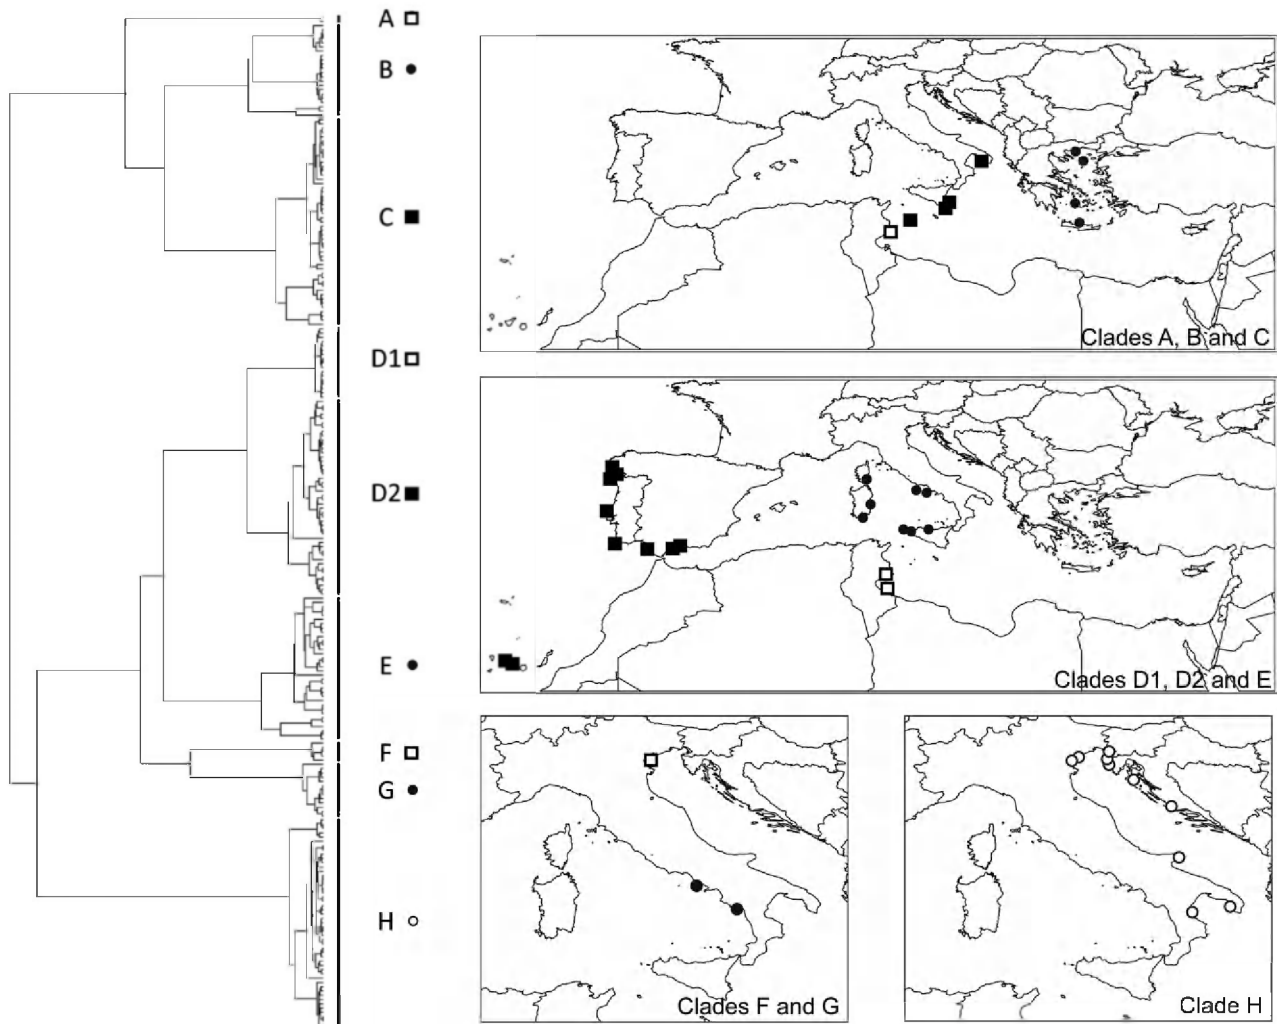 A
B
C
D1
D2
E
F
G
H
Clades A, B and C
Clades D1, D2 and E
Clades F and G
Clade H